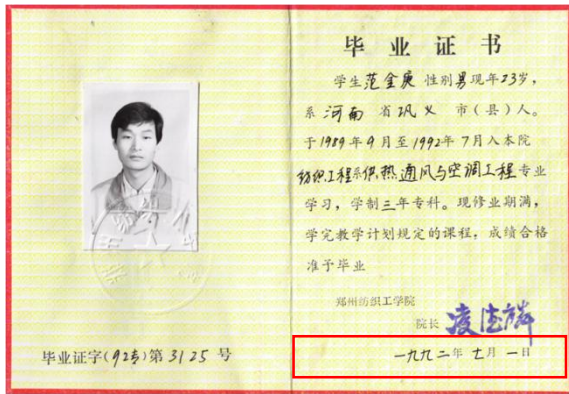 毕业证书
学生范金庚 性别男现年23岁，
系河南省巩义市（县）人。
于1989年9月至1992年7月入本院
纺织工程系供热通风与空调工程专业
学习，学制三年专科。现修业期满，
学完教学计划规定的课程，成绩合格
准予毕业
郑州纺织工学院
院长 凌德麟
毕业证字（92专）第3125号
一九九二年七月一日